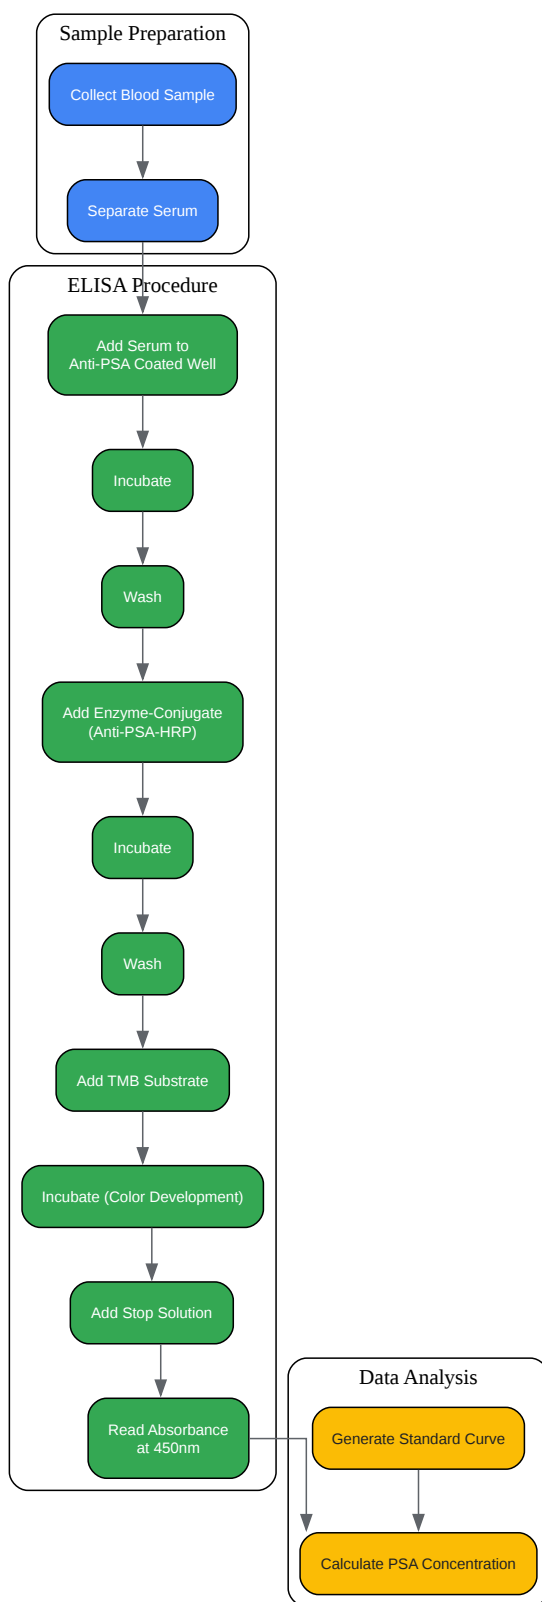 Sample Preparation
Collect Blood Sample
Separate Serum
ELISA Procedure
Add Serum to
Anti-PSA Coated Well
Incubate
Wash
Add Enzyme-Conjugate
(Anti-PSA-HRP)
Incubate
Wash
Add TMB Substrate
Incubate (Color Development)
Add Stop Solution
Read Absorbance
at 450nm
Data Analysis
Generate Standard Curve
Calculate PSA Concentration